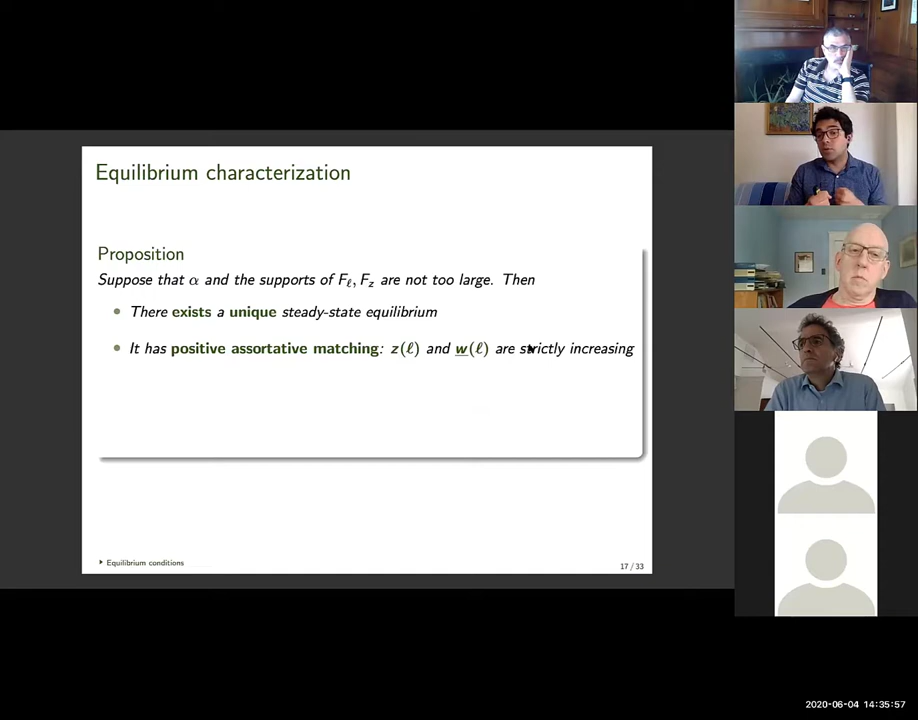 Equilibrium characterization
Proposition
Suppose that α and the supports of Fℓ, Fz are not too large. Then
• There exists a unique steady-state equilibrium
• It has positive assortative matching: z(ℓ) and w(ℓ) are strictly increasing
Equilibrium conditions
17 / 33
2020-06-04 14:35:57